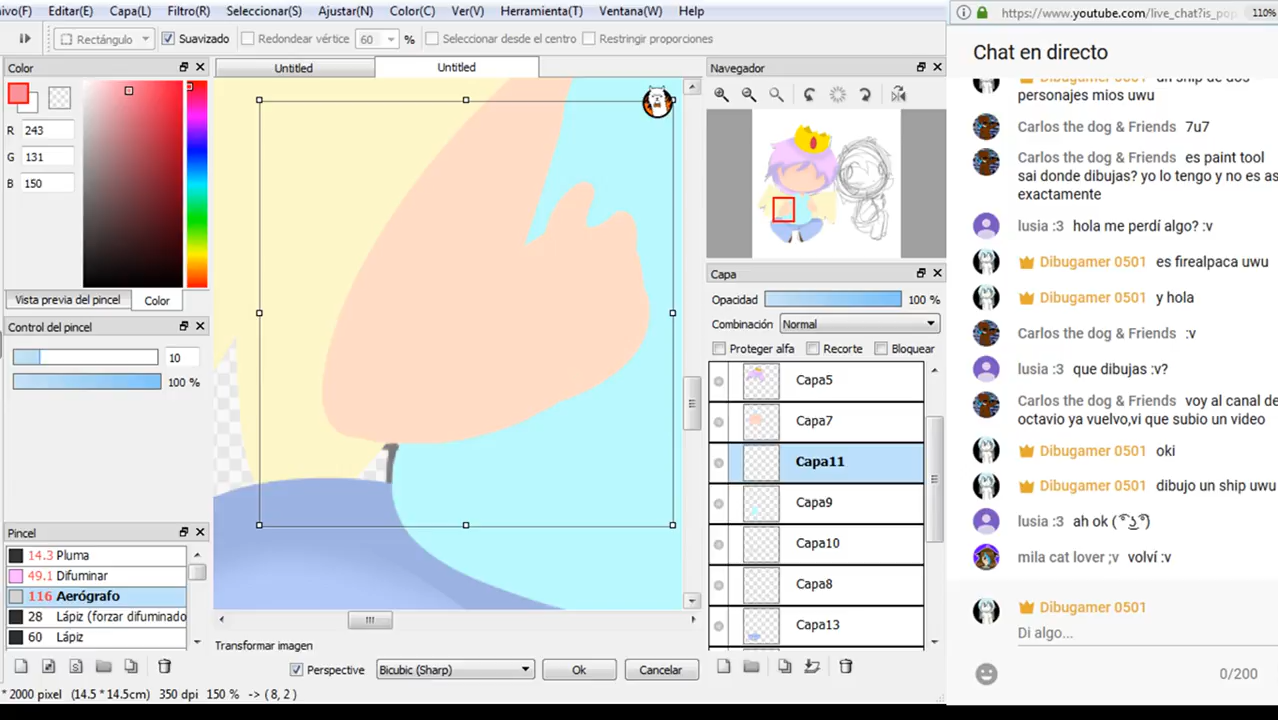 ivo(F) Editar(E) Capa(L) Filtro(R) Seleccionar(S) Ajustar(N) Color(C) Ver(V) Herramienta(T) Ventana(W) Help
Rectángulo Suavizado Redondear vértice 60 % Seleccionar desde el centro Restringir proporciones
Color
R 243
G 131
B 150
Vista previa del pincel Color
Control del pincel
10
100 %
Pincel
14.3 Pluma
49.1 Difuminar
116 Aerógrafo
28 Lápiz (forzar difuminado
60 Lápiz
Untitled Untitled
Transformar imagen
Perspective Bicubic (Sharp) Ok Cancelar
* 2000 pixel (14.5 * 14.5cm) 350 dpi 150 % -> ( 8, 2 )
Navegador
Capa
Opacidad 100 %
Combinación Normal
Proteger alfa Recorte Bloquear
Capa5
Capa7
Capa11
Capa9
Capa10
Capa8
Capa13
https://www.youtube.com/live_chat?is_pop 110%
Chat en directo
Dibugamer 0501 un ship de dos
personajes mios uwu
Carlos the dog & Friends 7u7
Carlos the dog & Friends es paint tool
sai donde dibujas? yo lo tengo y no es as
exactamente
lusia :3 hola me perdí algo? :v
Dibugamer 0501 es firealpaca uwu
Dibugamer 0501 y hola
Carlos the dog & Friends :v
lusia :3 que dibujas :v?
Carlos the dog & Friends voy al canal de
octavio ya vuelvo,vi que subio un video
Dibugamer 0501 oki
Dibugamer 0501 dibujo un ship uwu
lusia :3 ah ok ( ͡° ͜ʖ ͡°)
mila cat lover ;v volví :v
Dibugamer 0501
Di algo...
0/200